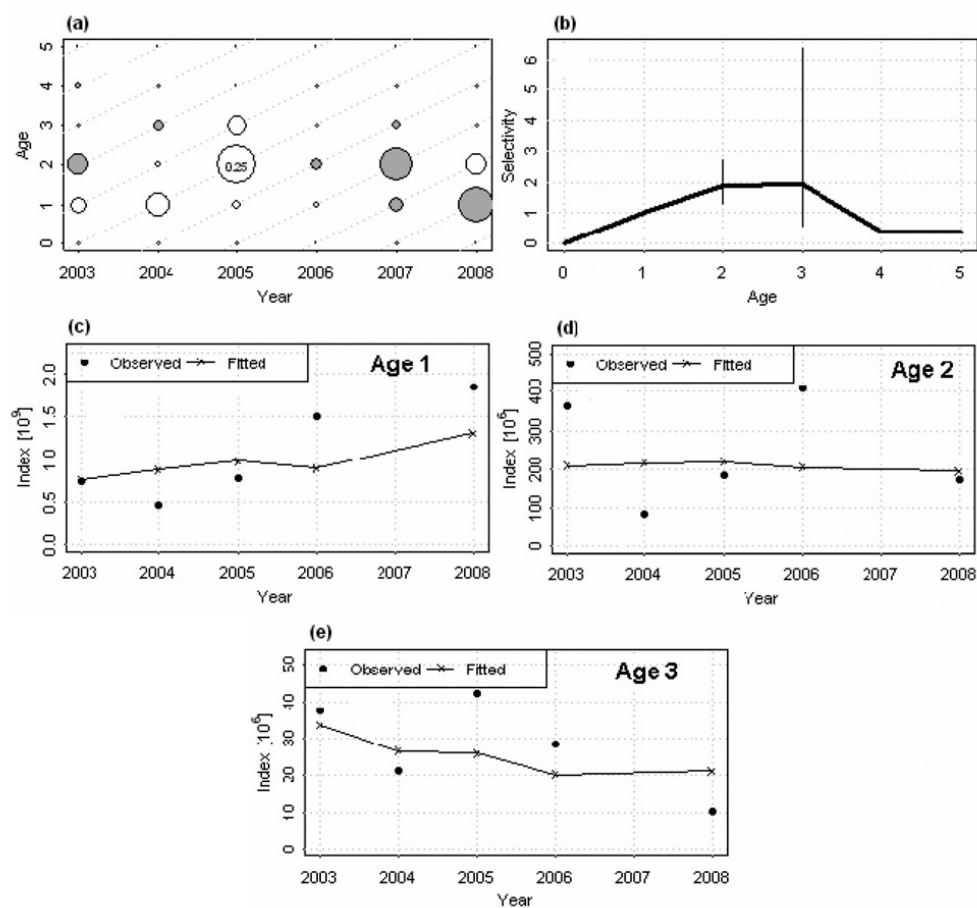 (a)
5
4
3
2
1
0
Age
0.25
2003 2004 2005 2006 2007 2008
Year
(b)
6
5
4
3
2
1
0
Selectivity
0 1 2 3 4 5
Age
(c)
Observed Fitted
Age 1
2.0
1.5
1.0
0.5
0.0
Index [10⁹]
2003 2004 2005 2006 2007 2008
Year
(d)
Observed Fitted
Age 2
500
400
300
200
100
0
Index [10⁶]
2003 2004 2005 2006 2007 2008
Year
(e)
Observed Fitted
Age 3
50
40
30
20
10
0
Index [10⁶]
2003 2004 2005 2006 2007 2008
Year